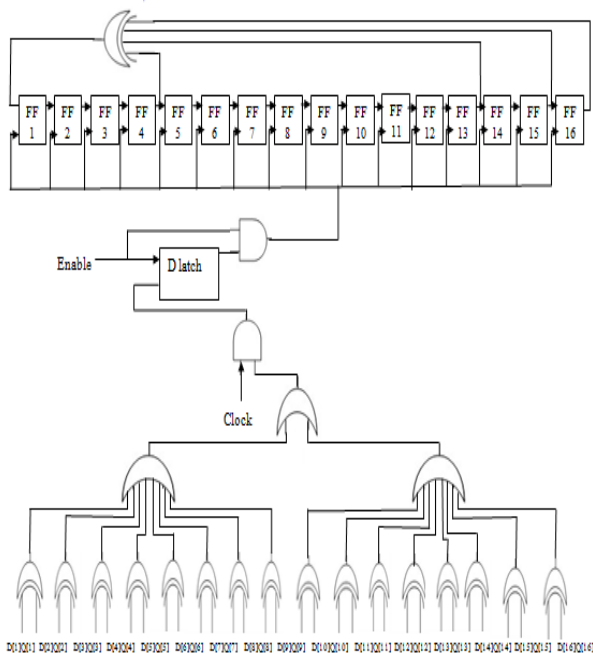 FF FF FF FF FF FF FF FF FF FF FF FF FF FF FF FF
1 2 3 4 5 6 7 8 9 10 11 12 13 14 15 16
Enable
D latch
Clock
D[1]Q[1] D[2]Q[2] D[3]Q[3] D[4]Q[4] D[5]Q[5] D[6]Q[6] D[7]Q[7] D[8]Q[8] D[9]Q[9] D[10]Q[10] D[11]Q[11] D[12]Q[12] D[13]Q[13] D[14]Q[14] D[15]Q[15] D[16]Q[16]